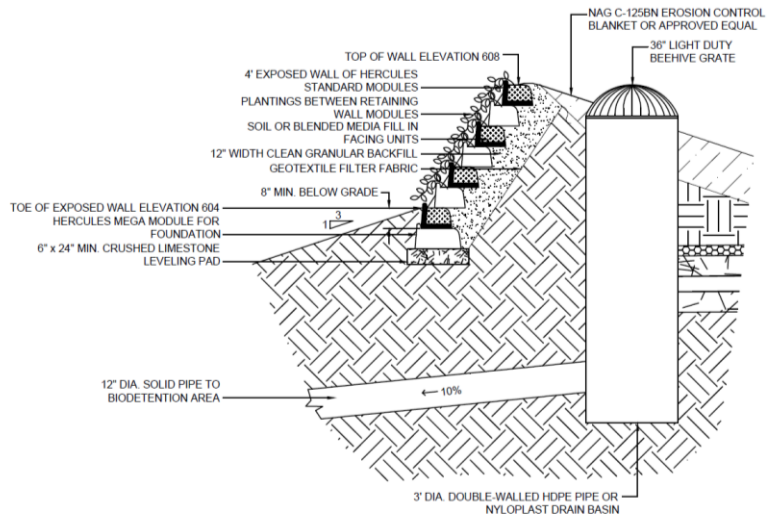 NAG C-125BN EROSION CONTROL
BLANKET OR APPROVED EQUAL
36" LIGHT DUTY
BEEHIVE GRATE
TOP OF WALL ELEVATION 608
4' EXPOSED WALL OF HERCULES
STANDARD MODULES
PLANTINGS BETWEEN RETAINING
WALL MODULES
SOIL OR BLENDED MEDIA FILL IN
FACING UNITS
12" WIDTH CLEAN GRANULAR BACKFILL
GEOTEXTILE FILTER FABRIC
8" MIN. BELOW GRADE
TOE OF EXPOSED WALL ELEVATION 604
HERCULES MEGA MODULE FOR
FOUNDATION
3
1
6" x 24" MIN. CRUSHED LIMESTONE
LEVELING PAD
12" DIA. SOLID PIPE TO
BIODETENTION AREA
← 10%
3' DIA. DOUBLE-WALLED HDPE PIPE OR
NYLOPLAST DRAIN BASIN